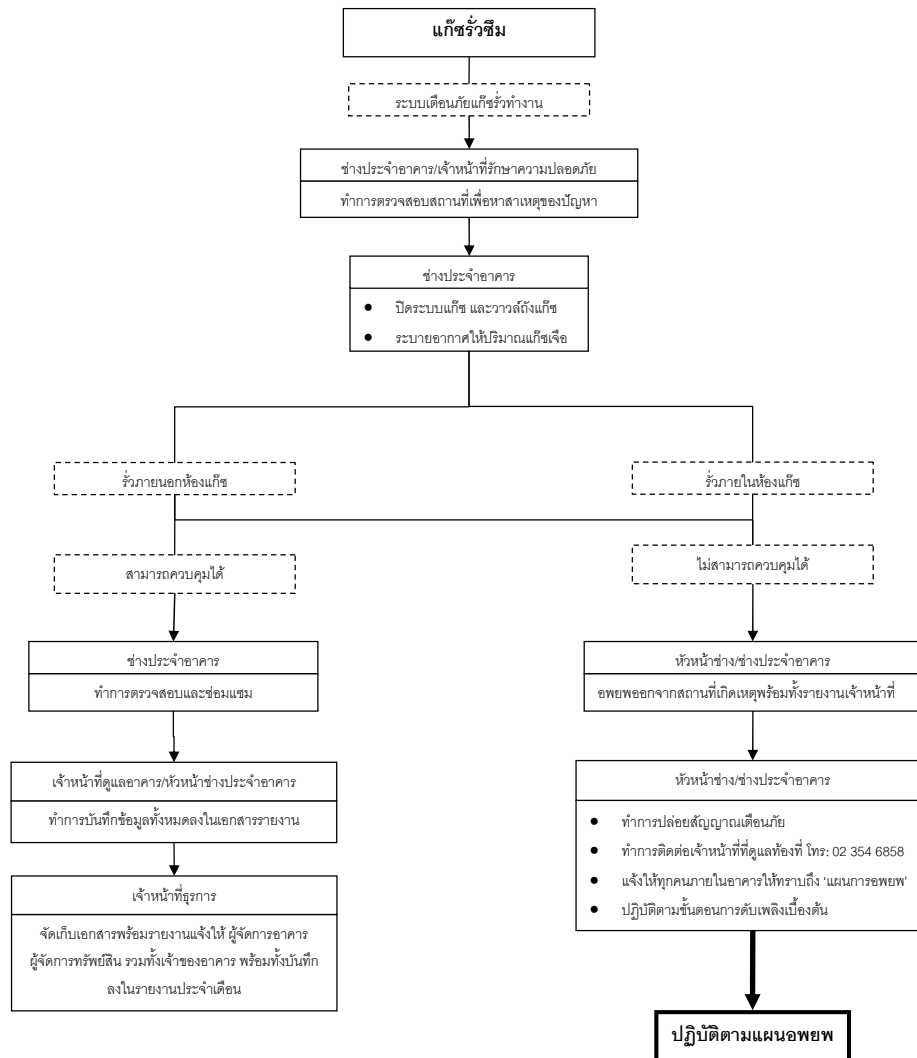 แก๊ซรั่วซึม
ระบบเตือนภัยแก๊ซรั่วทำงาน
ช่างประจำอาคาร/เจ้าหน้าที่รักษาความปลอดภัย
ทำการตรวจสอบสถานที่เพื่อหาสาเหตุของปัญหา
ช่างประจำอาคาร
● ปิดระบบแก๊ซ และวาวล์ถังแก๊ซ
● ระบายอากาศให้ปริมาณแก๊ซเจือ
รั่วภายนอกห้องแก๊ซ
รั่วภายในห้องแก๊ซ
สามารถควบคุมได้
ไม่สามารถควบคุมได้
ช่างประจำอาคาร
ทำการตรวจสอบและซ่อมแซม
หัวหน้าช่าง/ช่างประจำอาคาร
อพยพออกจากสถานที่เกิดเหตุพร้อมทั้งรายงานเจ้าหน้าที่
เจ้าหน้าที่ดูแลอาคาร/หัวหน้าช่างประจำอาคาร
ทำการบันทึกข้อมูลทั้งหมดลงในเอกสารรายงาน
หัวหน้าช่าง/ช่างประจำอาคาร
● ทำการปล่อยสัญญาณเตือนภัย
● ทำการติดต่อเจ้าหน้าที่ที่ดูแลท้องที่ โทร: 02 354 6858
● แจ้งให้ทุกคนภายในอาคารให้ทราบถึง ‘แผนการอพยพ’
● ปฏิบัติตามขั้นตอนการดับเพลิงเบื้องต้น
เจ้าหน้าที่ธุรการ
จัดเก็บเอกสารพร้อมรายงานแจ้งให้ ผู้จัดการอาคาร
ผู้จัดการทรัพย์สิน รวมทั้งเจ้าของอาคาร พร้อมทั้งบันทึก
ลงในรายงานประจำเดือน
ปฏิบัติตามแผนอพยพ